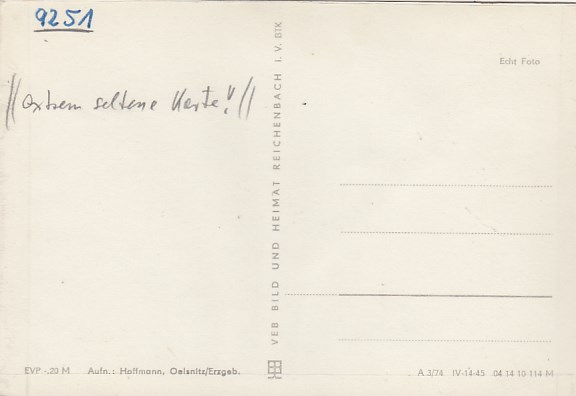 9251
Echt Foto
//extrem seltene Karte!!//
VEB BILD UND HEIMAT REICHENBACH I. V. BTK
EVP -.20 M Aufn.: Hoffmann, Oelsnitz/Erzgeb.
A 3/74 IV-14-45 04 14 10 114 M